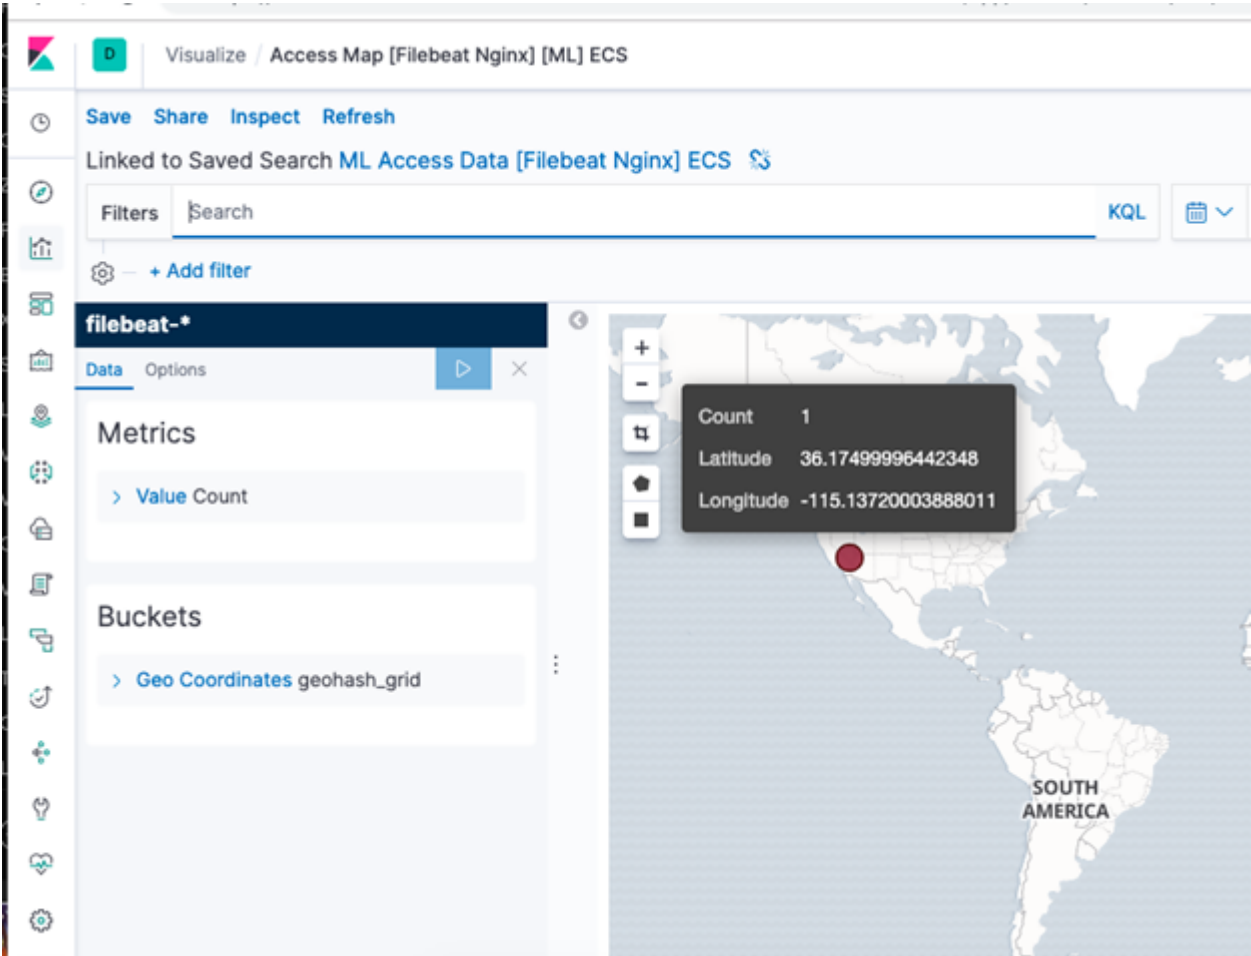 D Visualize / Access Map [Filebeat Nginx] [ML] ECS
Save Share Inspect Refresh
Linked to Saved Search ML Access Data [Filebeat Nginx] ECS
Filters Search KQL
+ Add filter
filebeat-*
Data Options
Metrics
> Value Count
Buckets
> Geo Coordinates geohash_grid
+
−
Count 1
Latitude 36.17499996442348
Longitude -115.13720003888011
SOUTH
AMERICA